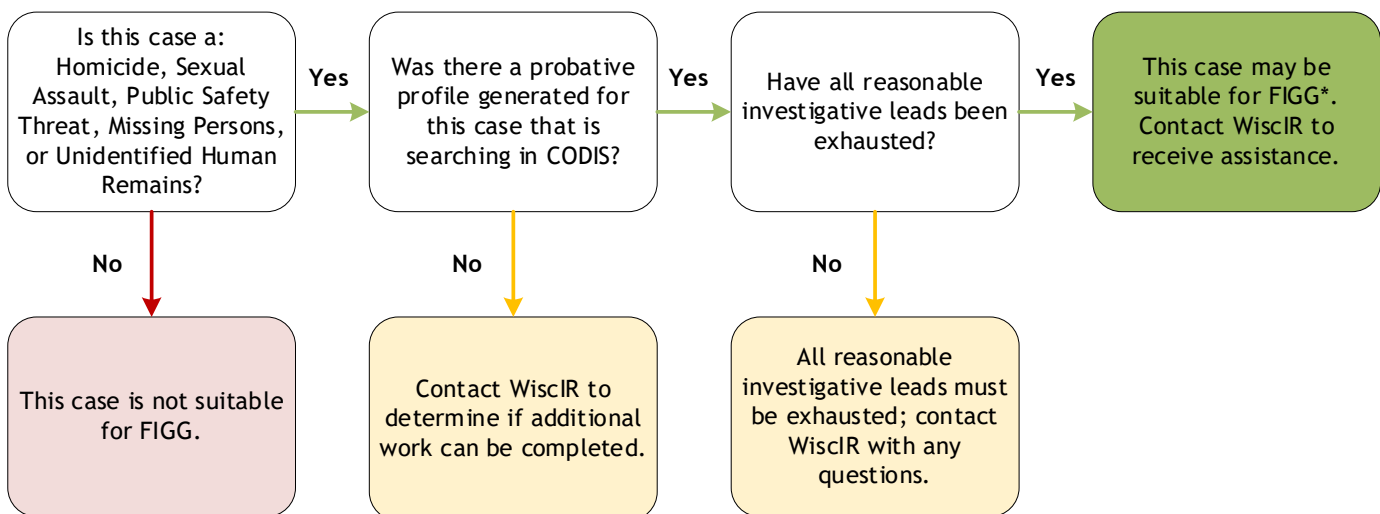 Is this case a:
Homicide, Sexual
Assault, Public Safety
Threat, Missing Persons,
or Unidentified Human
Remains?
Yes
Was there a probative
profile generated for
this case that is
searching in CODIS?
Yes
Have all reasonable
investigative leads been
exhausted?
Yes
This case may be
suitable for FIGG*.
Contact WiscIR to
receive assistance.
No
No
No
This case is not suitable
for FIGG.
Contact WiscIR to
determine if additional
work can be completed.
All reasonable
investigative leads must
be exhausted; contact
WiscIR with any
questions.